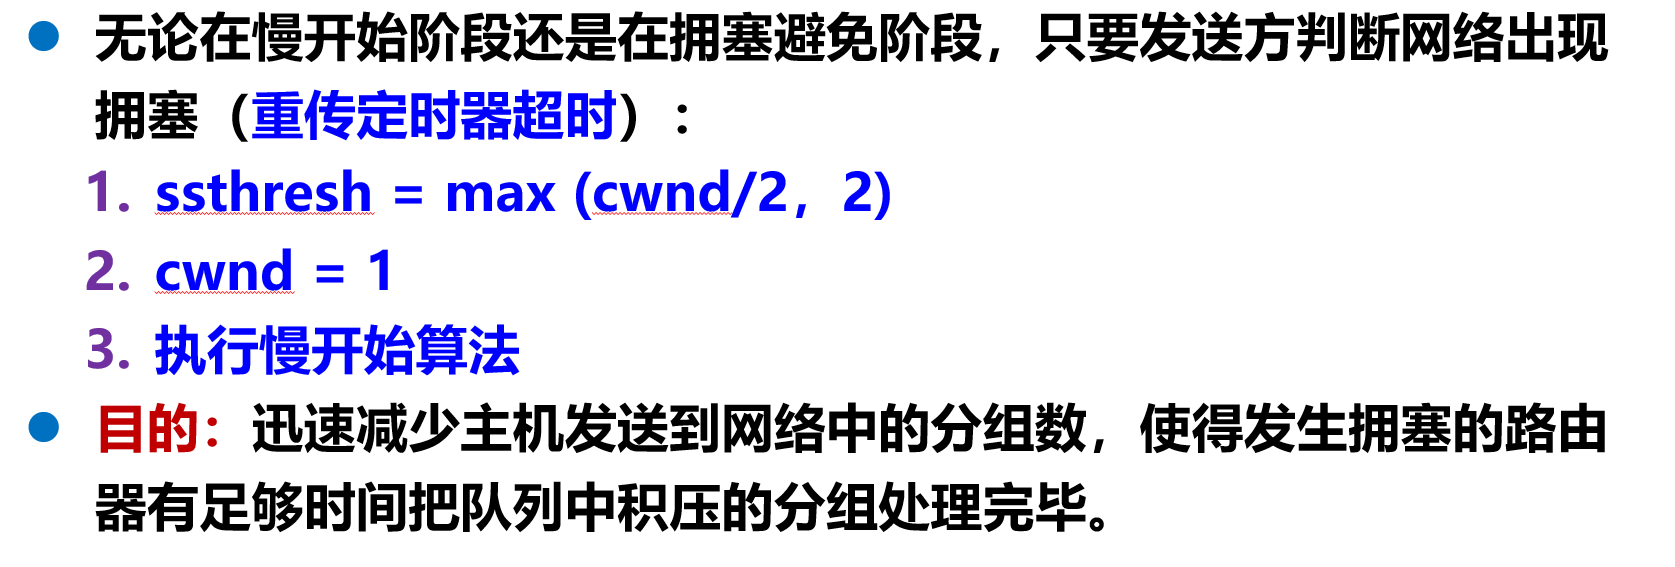 ● 无论在慢开始阶段还是在拥塞避免阶段，只要发送方判断网络出现
拥塞（重传定时器超时）：
1. ssthresh = max (cwnd/2，2)
2. cwnd = 1
3. 执行慢开始算法
● 目的：迅速减少主机发送到网络中的分组数，使得发生拥塞的路由
器有足够时间把队列中积压的分组处理完毕。